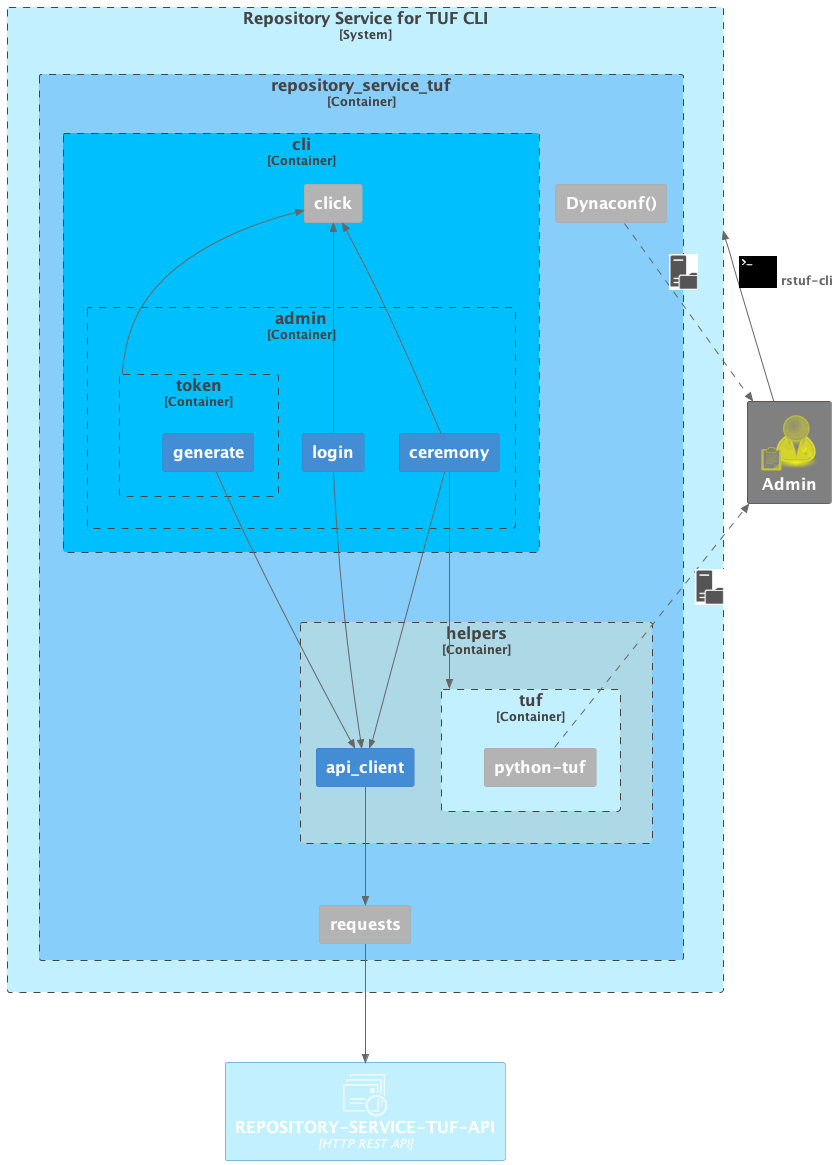 Repository Service for TUF CLI
[System]
repository_service_tuf
[Container]
cli
[Container]
click
Dynaconf()
>_
rstuf-cli
admin
[Container]
token
[Container]
generate
login
ceremony
Admin
helpers
[Container]
tuf
[Container]
api_client
python-tuf
requests
REPOSITORY-SERVICE-TUF-API
[HTTP REST API]